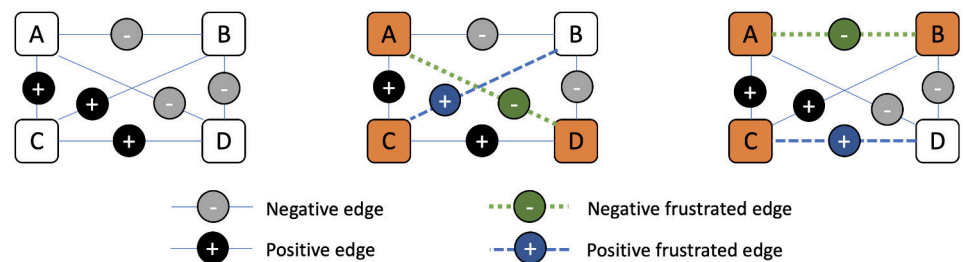 A - B A - B A - B
+ + - - + + - - + + - -
C + D C + D C + D
- Negative edge - Negative frustrated edge
+ Positive edge + Positive frustrated edge